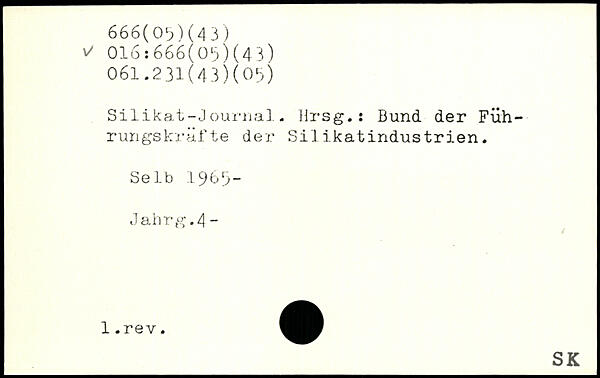 666(05)(43)
✓ 016:666(05)(43)
061.231(43)(05)
Silikat-Journal. Hrsg.: Bund der Füh-
rungskräfte der Silikatindustrien.
Selb 1965-
Jahrg.4-
1.rev.
SK